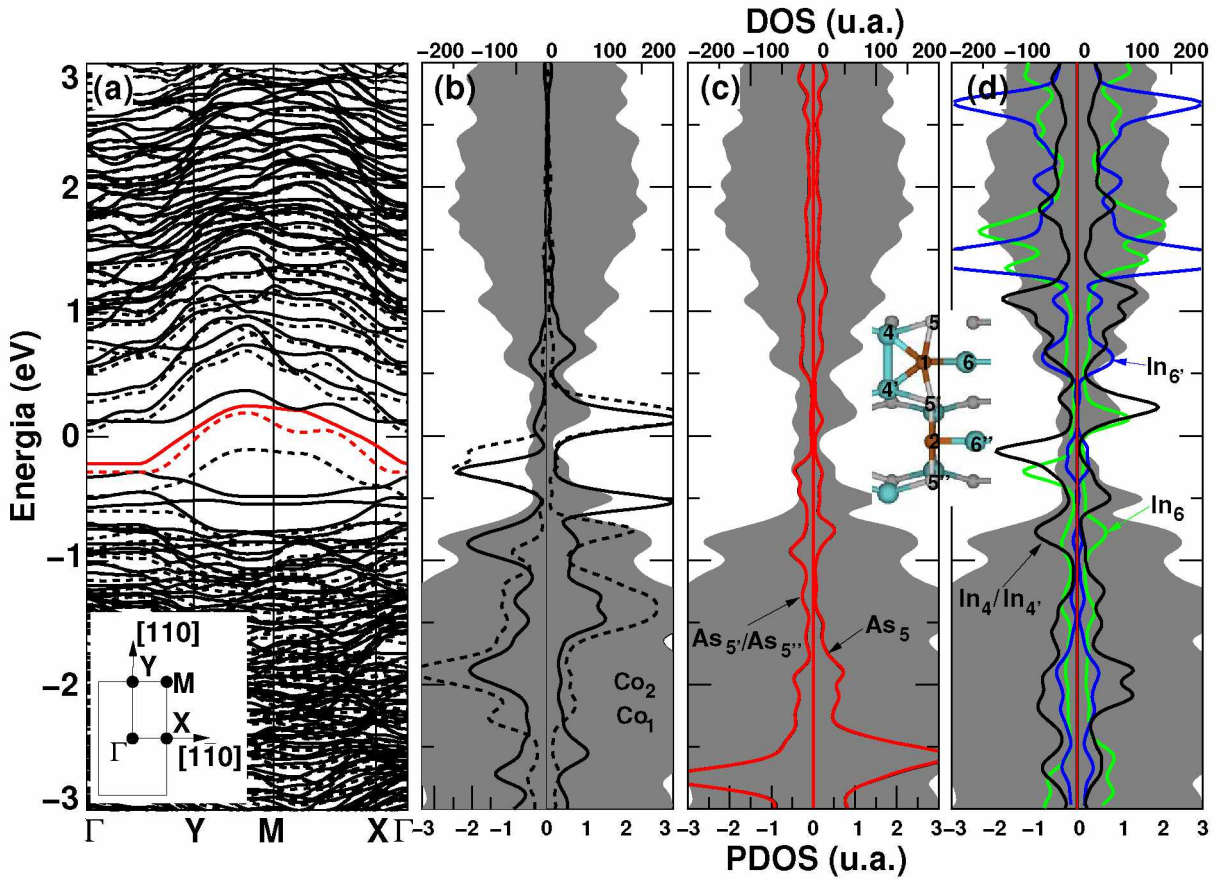 DOS (u.a.)
−200 −100 0 100 200
−200 −100 0 100 200
−200 −100 0 100 200
(a)
(b)
(c)
(d)
3
2
1
0
−1
−2
−3
Energia (eV)
[110]
Y
M
X
Γ
[1-10]
Γ Y M X Γ
Co2
Co1
As5'/As5''
As5
4
5
1
6
4'
5'
2
6''
5''
In6'
In6
In4/In4'
−3 −2 −1 0 1 2 3
−3 −2 −1 0 1 2 3
−3 −2 −1 0 1 2 3
PDOS (u.a.)